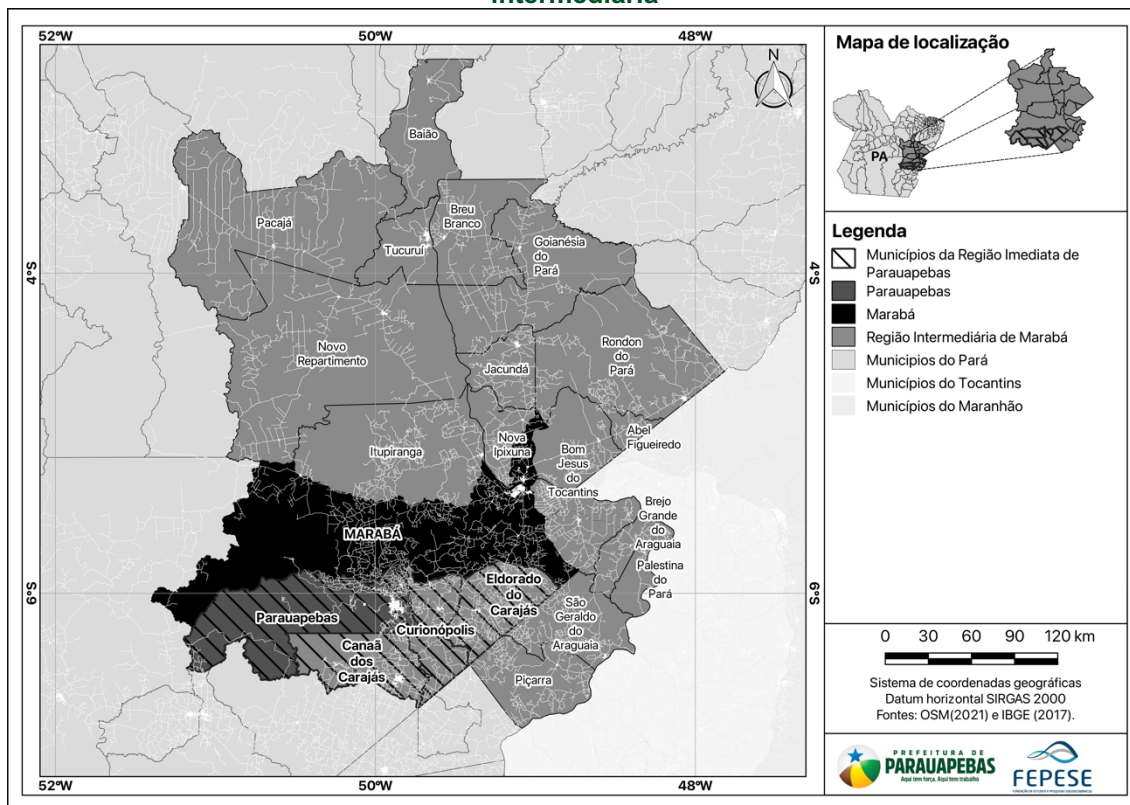 Intermediária
52°W
50°W
48°W
N
4°S
6°S
4°S
6°S
Baião
Pacajá
Tucuruí
Breu
Branco
Goianésia
do
Pará
Novo
Repartimento
Jacundá
Rondon
do
Pará
Itupiranga
Nova
Ipixuna
Abel
Figueiredo
Bom
Jesus
do
Tocantins
MARABÁ
Brejo
Grande
do
Araguaia
Palestina
do
Pará
Parauapebas
Eldorado
do
Carajás
Curionópolis
Canaã
dos
Carajás
São
Geraldo
do
Araguaia
Piçarra
52°W
50°W
48°W
Mapa de localização
PA
Legenda
Municípios da Região Imediata de
Parauapebas
Parauapebas
Marabá
Região Intermediária de Marabá
Municipios do Pará
Municípios do Tocantins
Municípios do Maranhão
0 30 60 90 120 km
Sistema de coordenadas geográficas
Datum horizontal SIRGAS 2000
Fontes: OSM(2021) e IBGE (2017).
PREFEITURA DE
PARAUAPEBAS
Aqui tem força. Aqui tem trabalho
FEPESE
FUNDAÇÃO DE ESTUDOS E PESQUISAS SOCIOECONÔMICOS